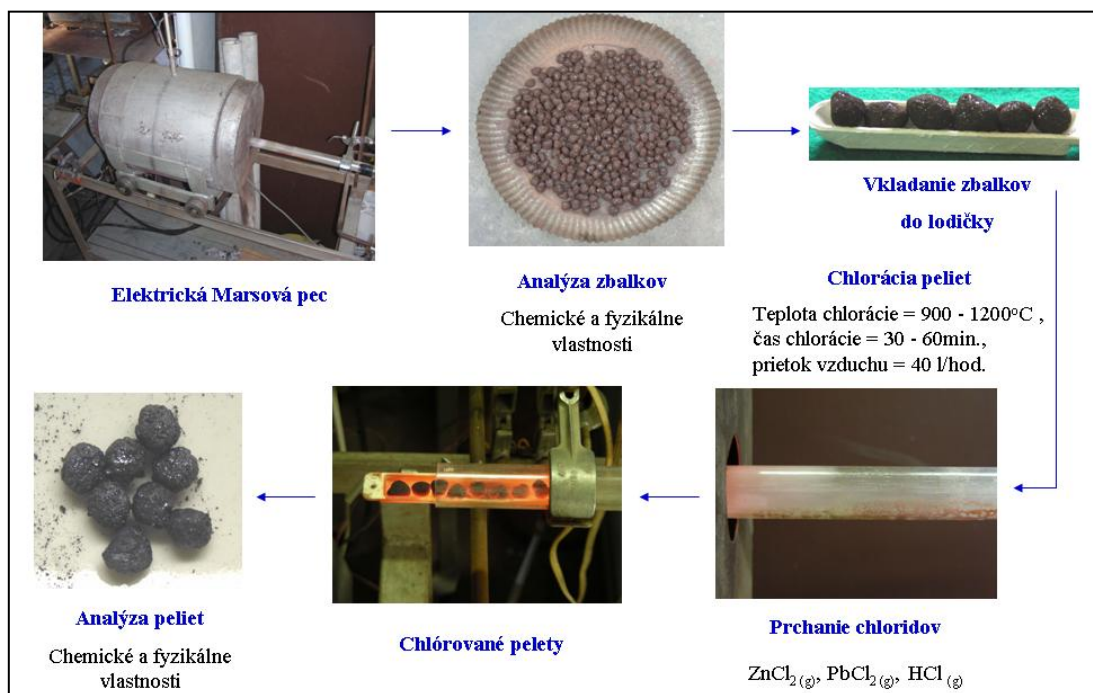 Elektrická Marsová pec
Analýza zbalkov
Chemické a fyzikálne
vlastnosti
Vkladanie zbalkov
do lodičky
Chlorácia peliet
Teplota chlorácie = 900 - 1200°C ,
čas chlorácie = 30 - 60min.,
prietok vzduchu = 40 l/hod.
Prchanie chloridov
ZnCl2 (g), PbCl2 (g), HCl (g)
Chlórované pelety
Analýza peliet
Chemické a fyzikálne
vlastnosti